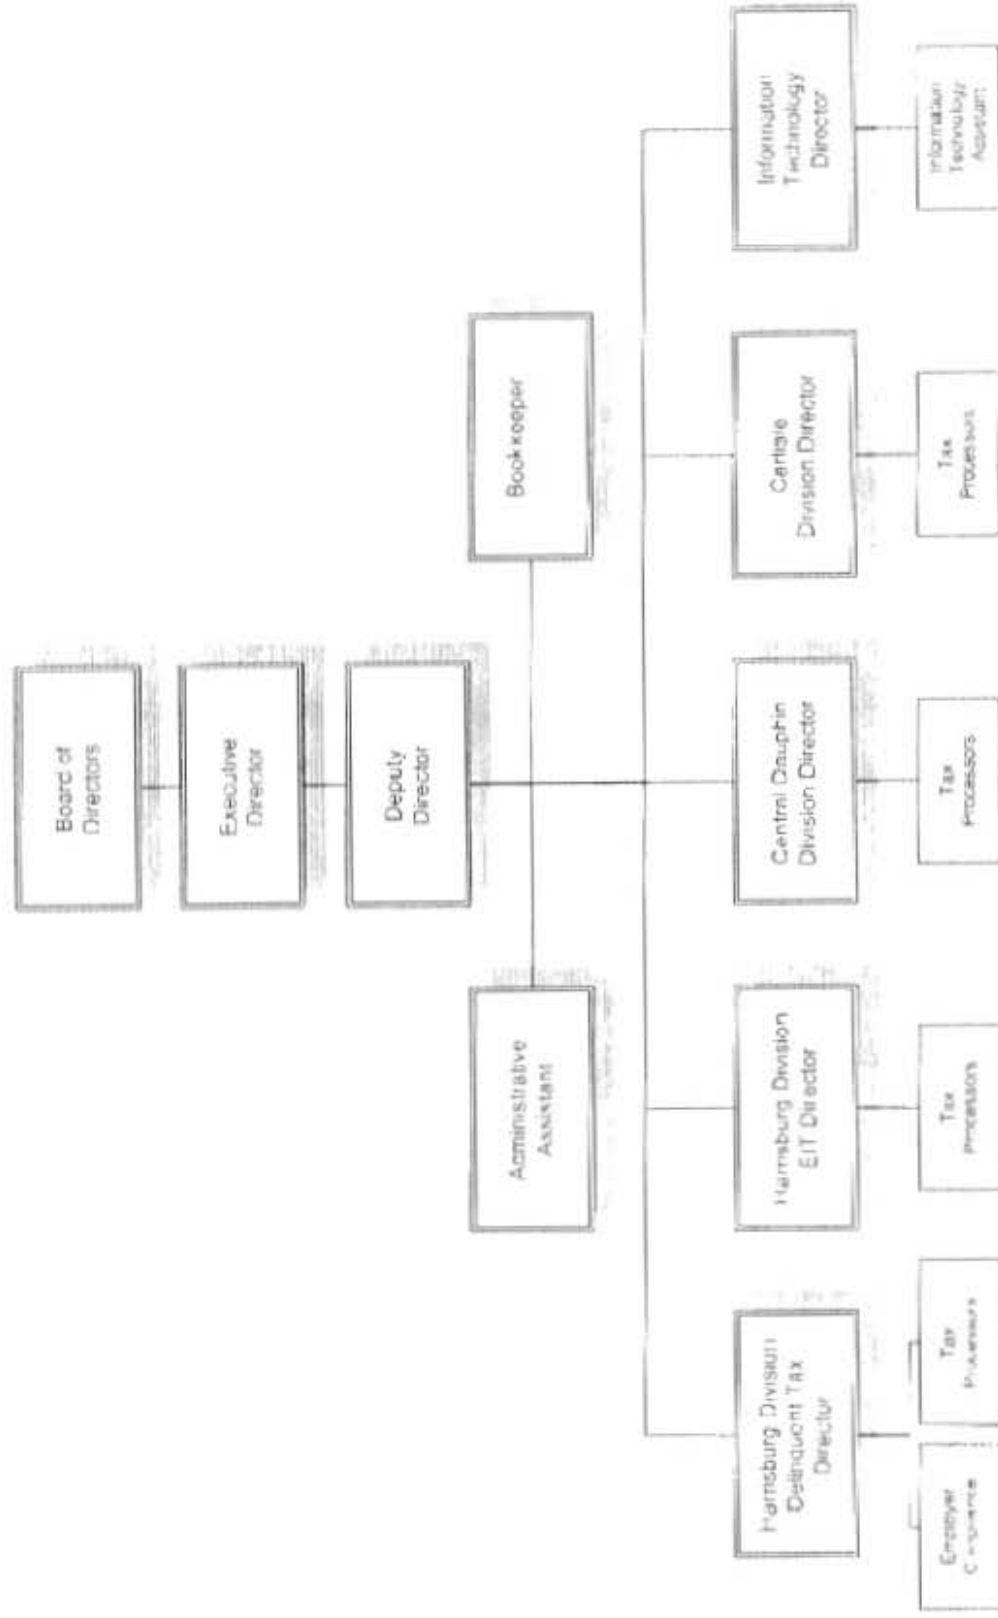 Board of
Directors
Executive
Director
Deputy
Director
Administrative
Assistant
Bookkeeper
Harrisburg Division
Delinquent Tax
Director
Harrisburg Division
EIT Director
Central Dauphin
Division Director
Carlisle
Division Director
Information
Technology
Director
Employer
Tax
Processors
Tax
Processors
Tax
Processors
Tax
Processors
Information
Technology
Assistant